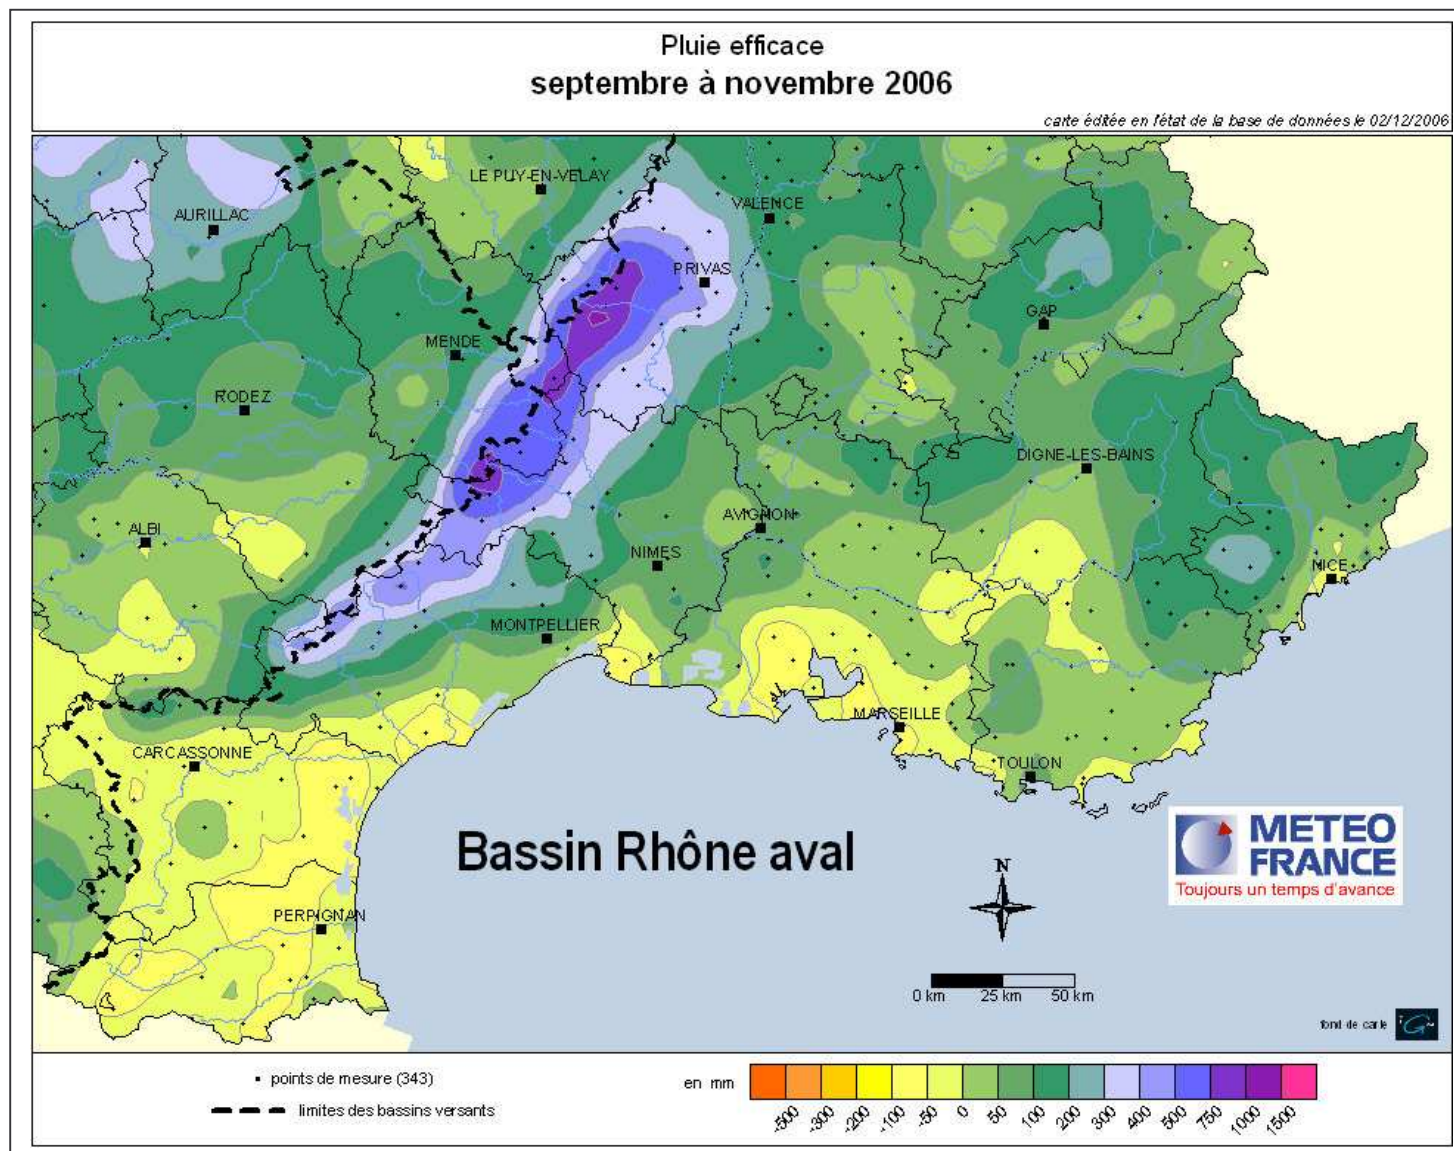 Pluie efficace
septembre à novembre 2006
carte éditée en l'état de la base de données le 02/12/2006
LE PUY-EN-VELAY
AURILLAC
VALENCE
PRIVAS
GAP
MENDE
RODEZ
DIGNE-LES-BAINS
AVIGNON
ALBI
NIMES
NICE
MONTPELLIER
MARSEILLE
CARCASSONNE
TOULON
Bassin Rhône aval
METEO
FRANCE
Toujours un temps d'avance
N
PERPIGNAN
0 km 25 km 50 km
fond de carte
points de mesure (343)
en mm
limites des bassins versants
-500 -300 -200 -100 -50 0 50 100 200 300 400 500 750 1000 1500